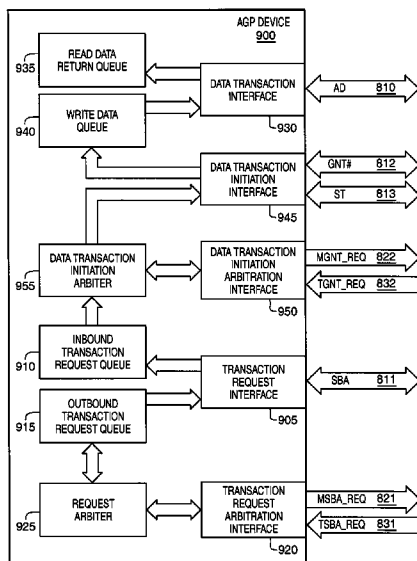 AGP DEVICE
900
935
READ DATA
RETURN QUEUE
DATA TRANSACTION
INTERFACE
930
AD 810
940
WRITE DATA
QUEUE
DATA TRANSACTION
INITIATION
INTERFACE
945
GNT# 812
ST 813
955
DATA TRANSACTION
INITIATION
ARBITER
DATA TRANSACTION
INITIATION
ARBITRATION
INTERFACE
950
MGNT_REQ 822
TGNT_REQ 832
910
INBOUND
TRANSACTION
REQUEST QUEUE
TRANSACTION
REQUEST
INTERFACE
905
SBA 811
915
OUTBOUND
TRANSACTION
REQUEST QUEUE
925
REQUEST
ARBITER
TRANSACTION
REQUEST
ARBITRATION
INTERFACE
920
MSBA_REQ 821
TSBA_REQ 831